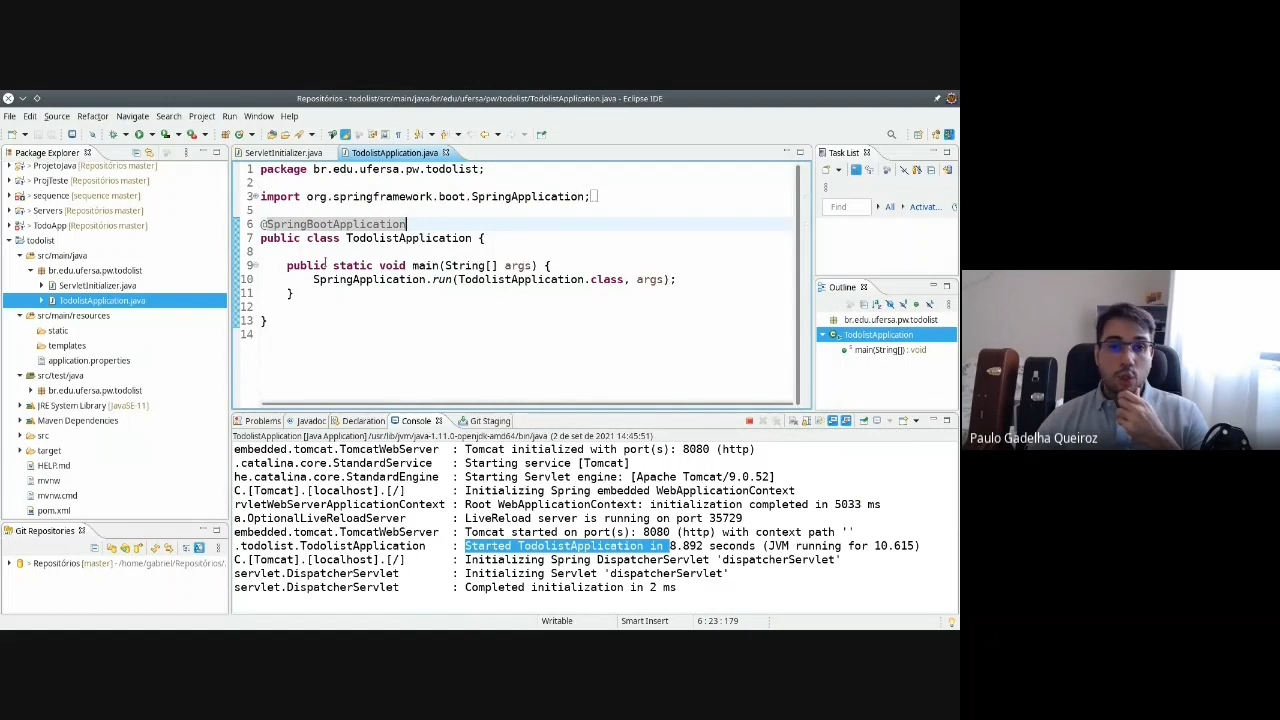 Repositórios - todolist/src/main/java/br/edu/ufersa/pw/todolist/TodolistApplication.java - Eclipse IDE
File Edit Source Refactor Navigate Search Project Run Window Help
Package Explorer
ProjetoJava [Repositórios master]
> ProjTeste [Repositórios master]
> sequence [sequence master]
> Servers [Repositórios master]
> TodoApp [Repositórios master]
todolist
src/main/java
br.edu.ufersa.pw.todolist
ServletInitializer.java
TodolistApplication.java
src/main/resources
static
templates
application.properties
src/test/java
br.edu.ufersa.pw.todolist
JRE System Library [JavaSE-11]
Maven Dependencies
src
target
HELP.md
mvnw
mvnw.cmd
pom.xml
Git Repositories
> Repositórios [master] - /home/gabriel/Repositórios/.
ServletInitializer.java TodolistApplication.java
1 package br.edu.ufersa.pw.todolist;
2
3 import org.springframework.boot.SpringApplication;
5
6 @SpringBootApplication
7 public class TodolistApplication {
8
9 public static void main(String[] args) {
10 SpringApplication.run(TodolistApplication.class, args);
11 }
12
13 }
14
Problems Javadoc Declaration Console Git Staging
TodolistApplication [Java Application] /usr/lib/jvm/java-1.11.0-openjdk-amd64/bin/java (2 de set de 2021 14:45:51)
embedded.tomcat.TomcatWebServer : Tomcat initialized with port(s): 8080 (http)
.catalina.core.StandardService : Starting service [Tomcat]
he.catalina.core.StandardEngine : Starting Servlet engine: [Apache Tomcat/9.0.52]
C.[Tomcat].[localhost].[/] : Initializing Spring embedded WebApplicationContext
rvletWebServerApplicationContext : Root WebApplicationContext: initialization completed in 5033 ms
a.OptionalLiveReloadServer : LiveReload server is running on port 35729
embedded.tomcat.TomcatWebServer : Tomcat started on port(s): 8080 (http) with context path ''
.todolist.TodolistApplication : Started TodolistApplication in 8.892 seconds (JVM running for 10.615)
C.[Tomcat].[localhost].[/] : Initializing Spring DispatcherServlet 'dispatcherServlet'
servlet.DispatcherServlet : Initializing Servlet 'dispatcherServlet'
servlet.DispatcherServlet : Completed initialization in 2 ms
Writable Smart Insert 6 : 23 : 179
Task List
Find All Activat...
Outline
br.edu.ufersa.pw.todolist
TodolistApplication
main(String[]) : void
Paulo Gadelha Queiroz